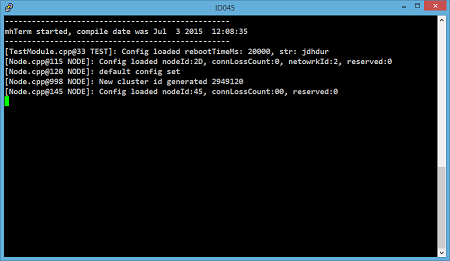 ID045
--------------------------------------------------
mhTerm started, compile date was Jul  3 2015  12:08:35
--------------------------------------------------
[TestModule.cpp@33 TEST]: Config loaded rebootTimeMs: 20000, str: jdhdur
[Node.cpp@115 NODE]: Config loaded nodeId:2D, connLossCount:0, netowrkId:2, reserved:0
[Node.cpp@120 NODE]: default config set
[Node.cpp@998 NODE]: New cluster id generated 2949120
[Node.cpp@145 NODE]: Config loaded nodeId:45, connLossCount:00, reserved:0